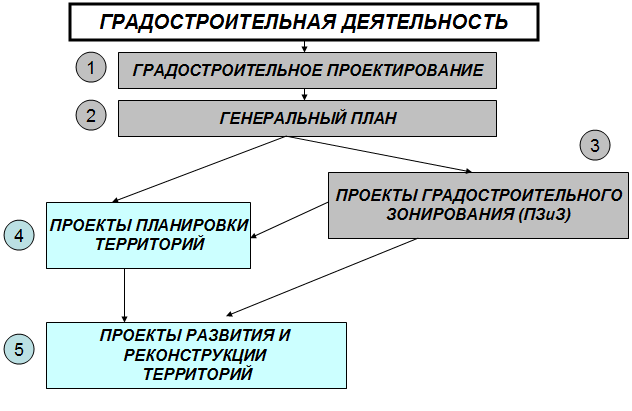 ГРАДОСТРОИТЕЛЬНАЯ ДЕЯТЕЛЬНОСТЬ
1
ГРАДОСТРОИТЕЛЬНОЕ ПРОЕКТИРОВАНИЕ
2
ГЕНЕРАЛЬНЫЙ ПЛАН
3
ПРОЕКТЫ ГРАДОСТРОИТЕЛЬНОГО
ЗОНИРОВАНИЯ (ПЗиЗ)
4
ПРОЕКТЫ ПЛАНИРОВКИ
ТЕРРИТОРИЙ
5
ПРОЕКТЫ РАЗВИТИЯ И
РЕКОНСТРУКЦИИ
ТЕРРИТОРИЙ